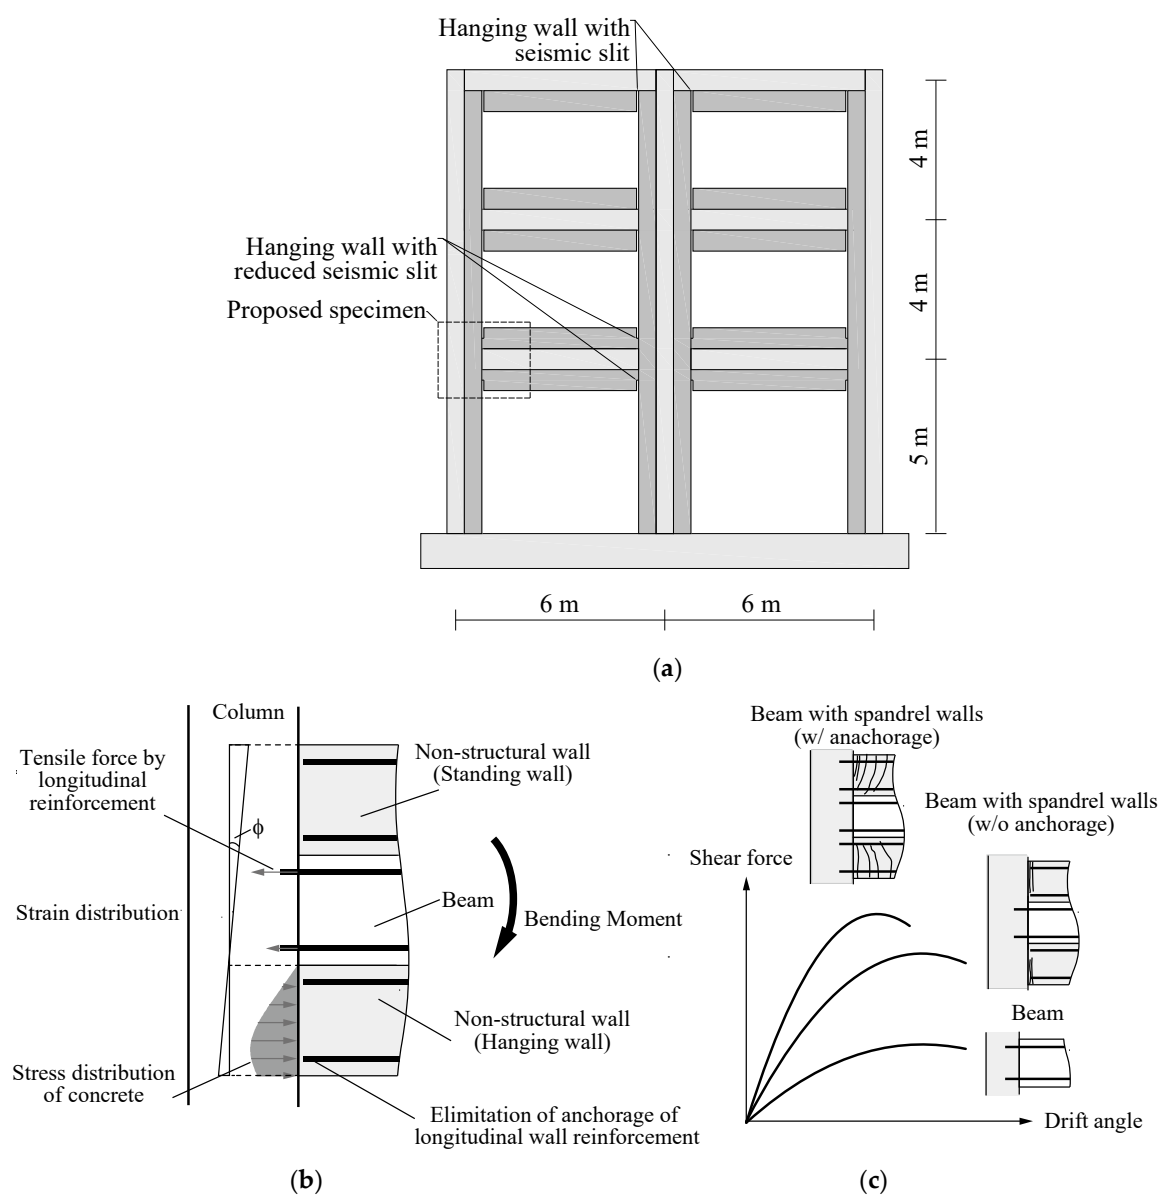 Hanging wall with
seismic slit
4 m
Hanging wall with
reduced seismic slit
4 m
Proposed specimen
5 m
6 m
6 m
(a)
Column
Tensile force by
longitudinal
reinforcement
Non-structural wall
(Standing wall)
ϕ
Strain distribution
Beam
Bending Moment
Non-structural wall
(Hanging wall)
Stress distribution
of concrete
Elimitation of anchorage of
longitudinal wall reinforcement
(b)
Beam with spandrel walls
(w/ anachorage)
Beam with spandrel walls
(w/o anchorage)
Shear force
Beam
Drift angle
(c)